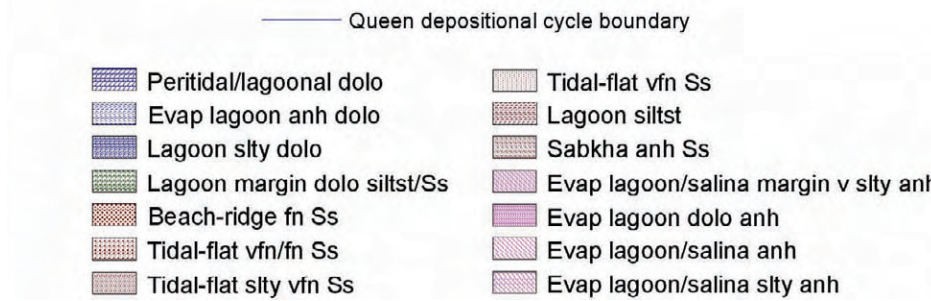 Queen depositional cycle boundary
Peritidal/lagoonal dolo
Evap lagoon anh dolo
Lagoon slty dolo
Lagoon margin dolo siltst/Ss
Beach-ridge fn Ss
Tidal-flat vfn/fn Ss
Tidal-flat slty vfn Ss
Tidal-flat vfn Ss
Lagoon siltst
Sabkha anh Ss
Evap lagoon/salina margin v slty anh
Evap lagoon dolo anh
Evap lagoon/salina anh
Evap lagoon/salina slty anh